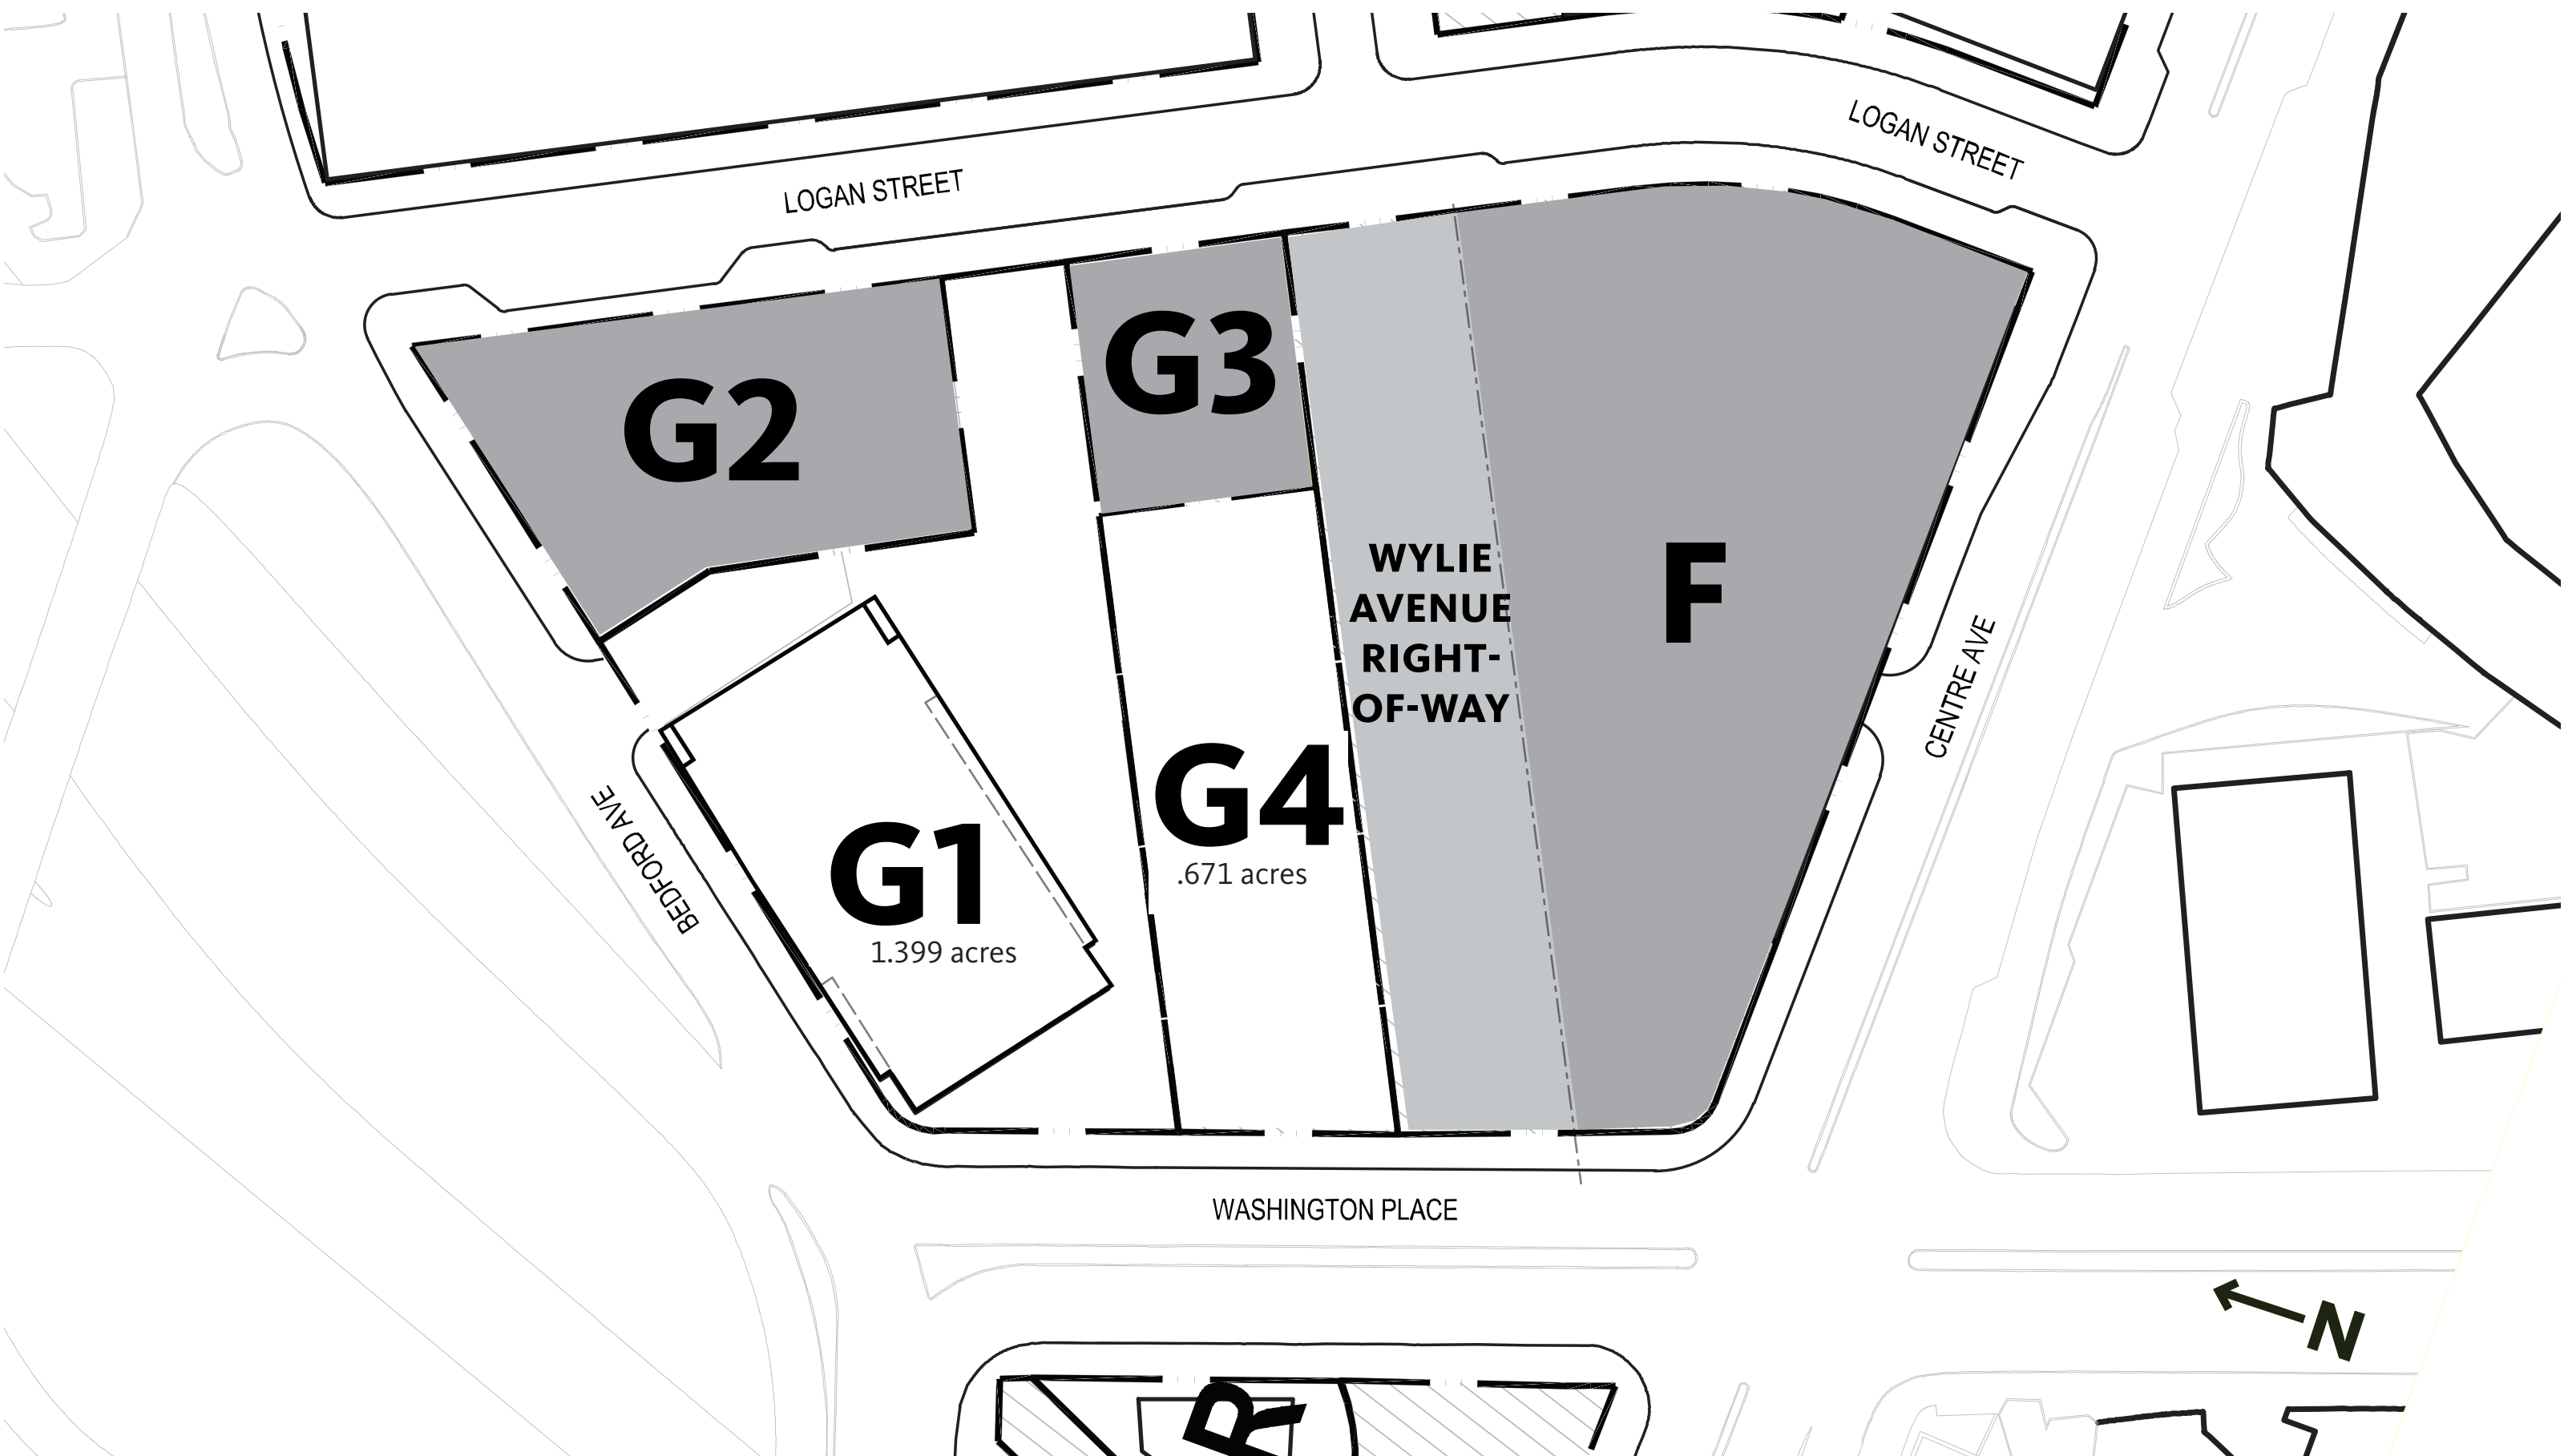 LOGAN STREET
LOGAN STREET
G2
G3
WYLIE
AVENUE
RIGHT-
OF-WAY
F
CENTRE AVE
BEDFORD AVE
G1
1.399 acres
G4
.671 acres
WASHINGTON PLACE
N
R